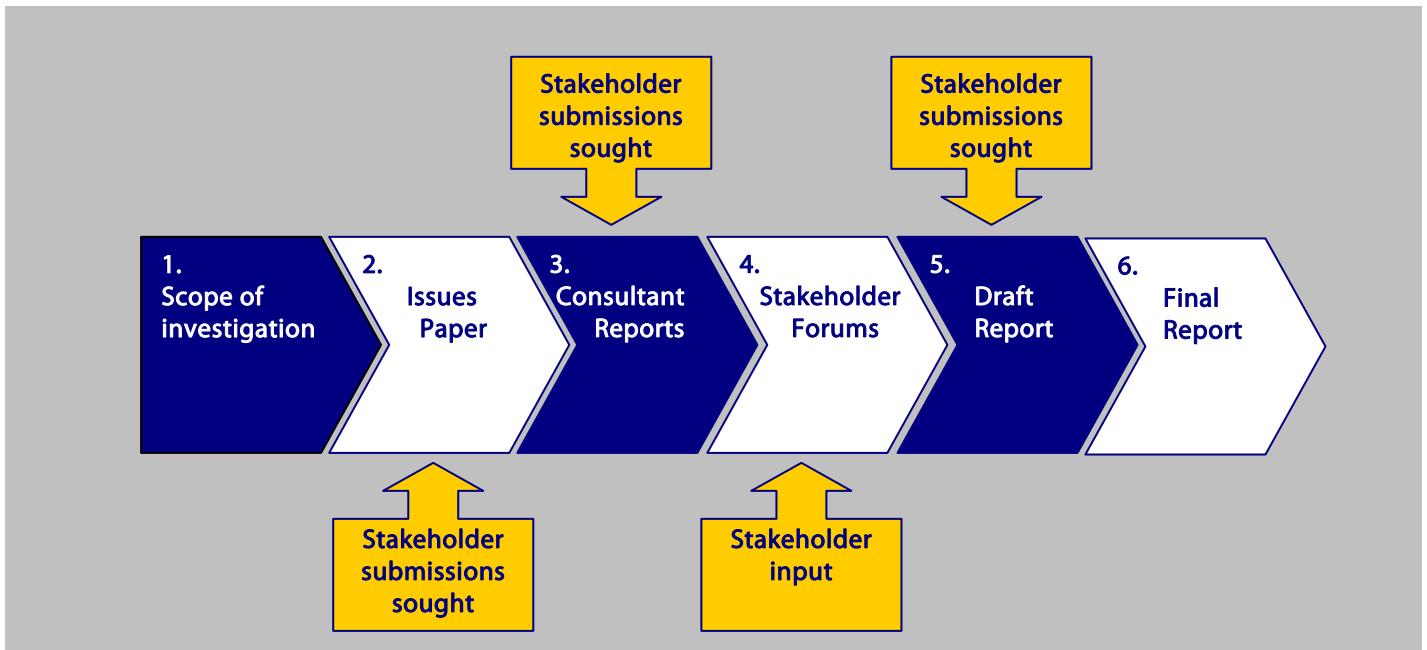 Stakeholder
submissions
sought
Stakeholder
submissions
sought
1.
Scope of
investigation
2.
Issues
Paper
3.
Consultant
Reports
4.
Stakeholder
Forums
5.
Draft
Report
6.
Final
Report
Stakeholder
submissions
sought
Stakeholder
input